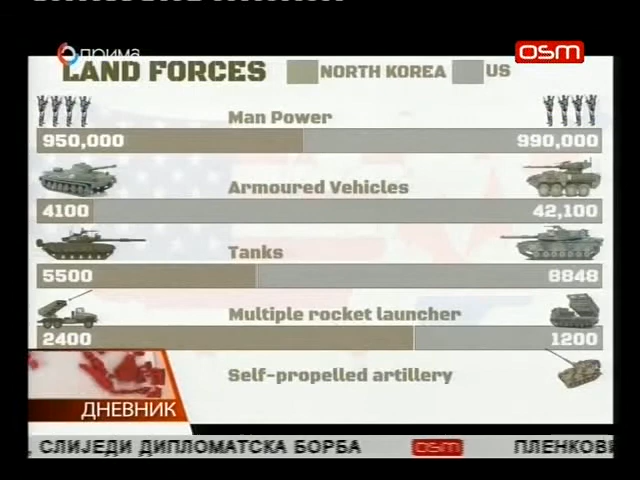 прима
OSM
LAND FORCES
NORTH KOREA
US
Man Power
950,000
990,000
Armoured Vehicles
4100
42,100
Tanks
5500
8848
Multiple rocket launcher
2400
1200
Self-propelled artillery
ДНЕВНИК
, СЛИЈЕДИ ДИПЛОМАТСКА БОРБА
OSM
ПЛЕНКОВИ